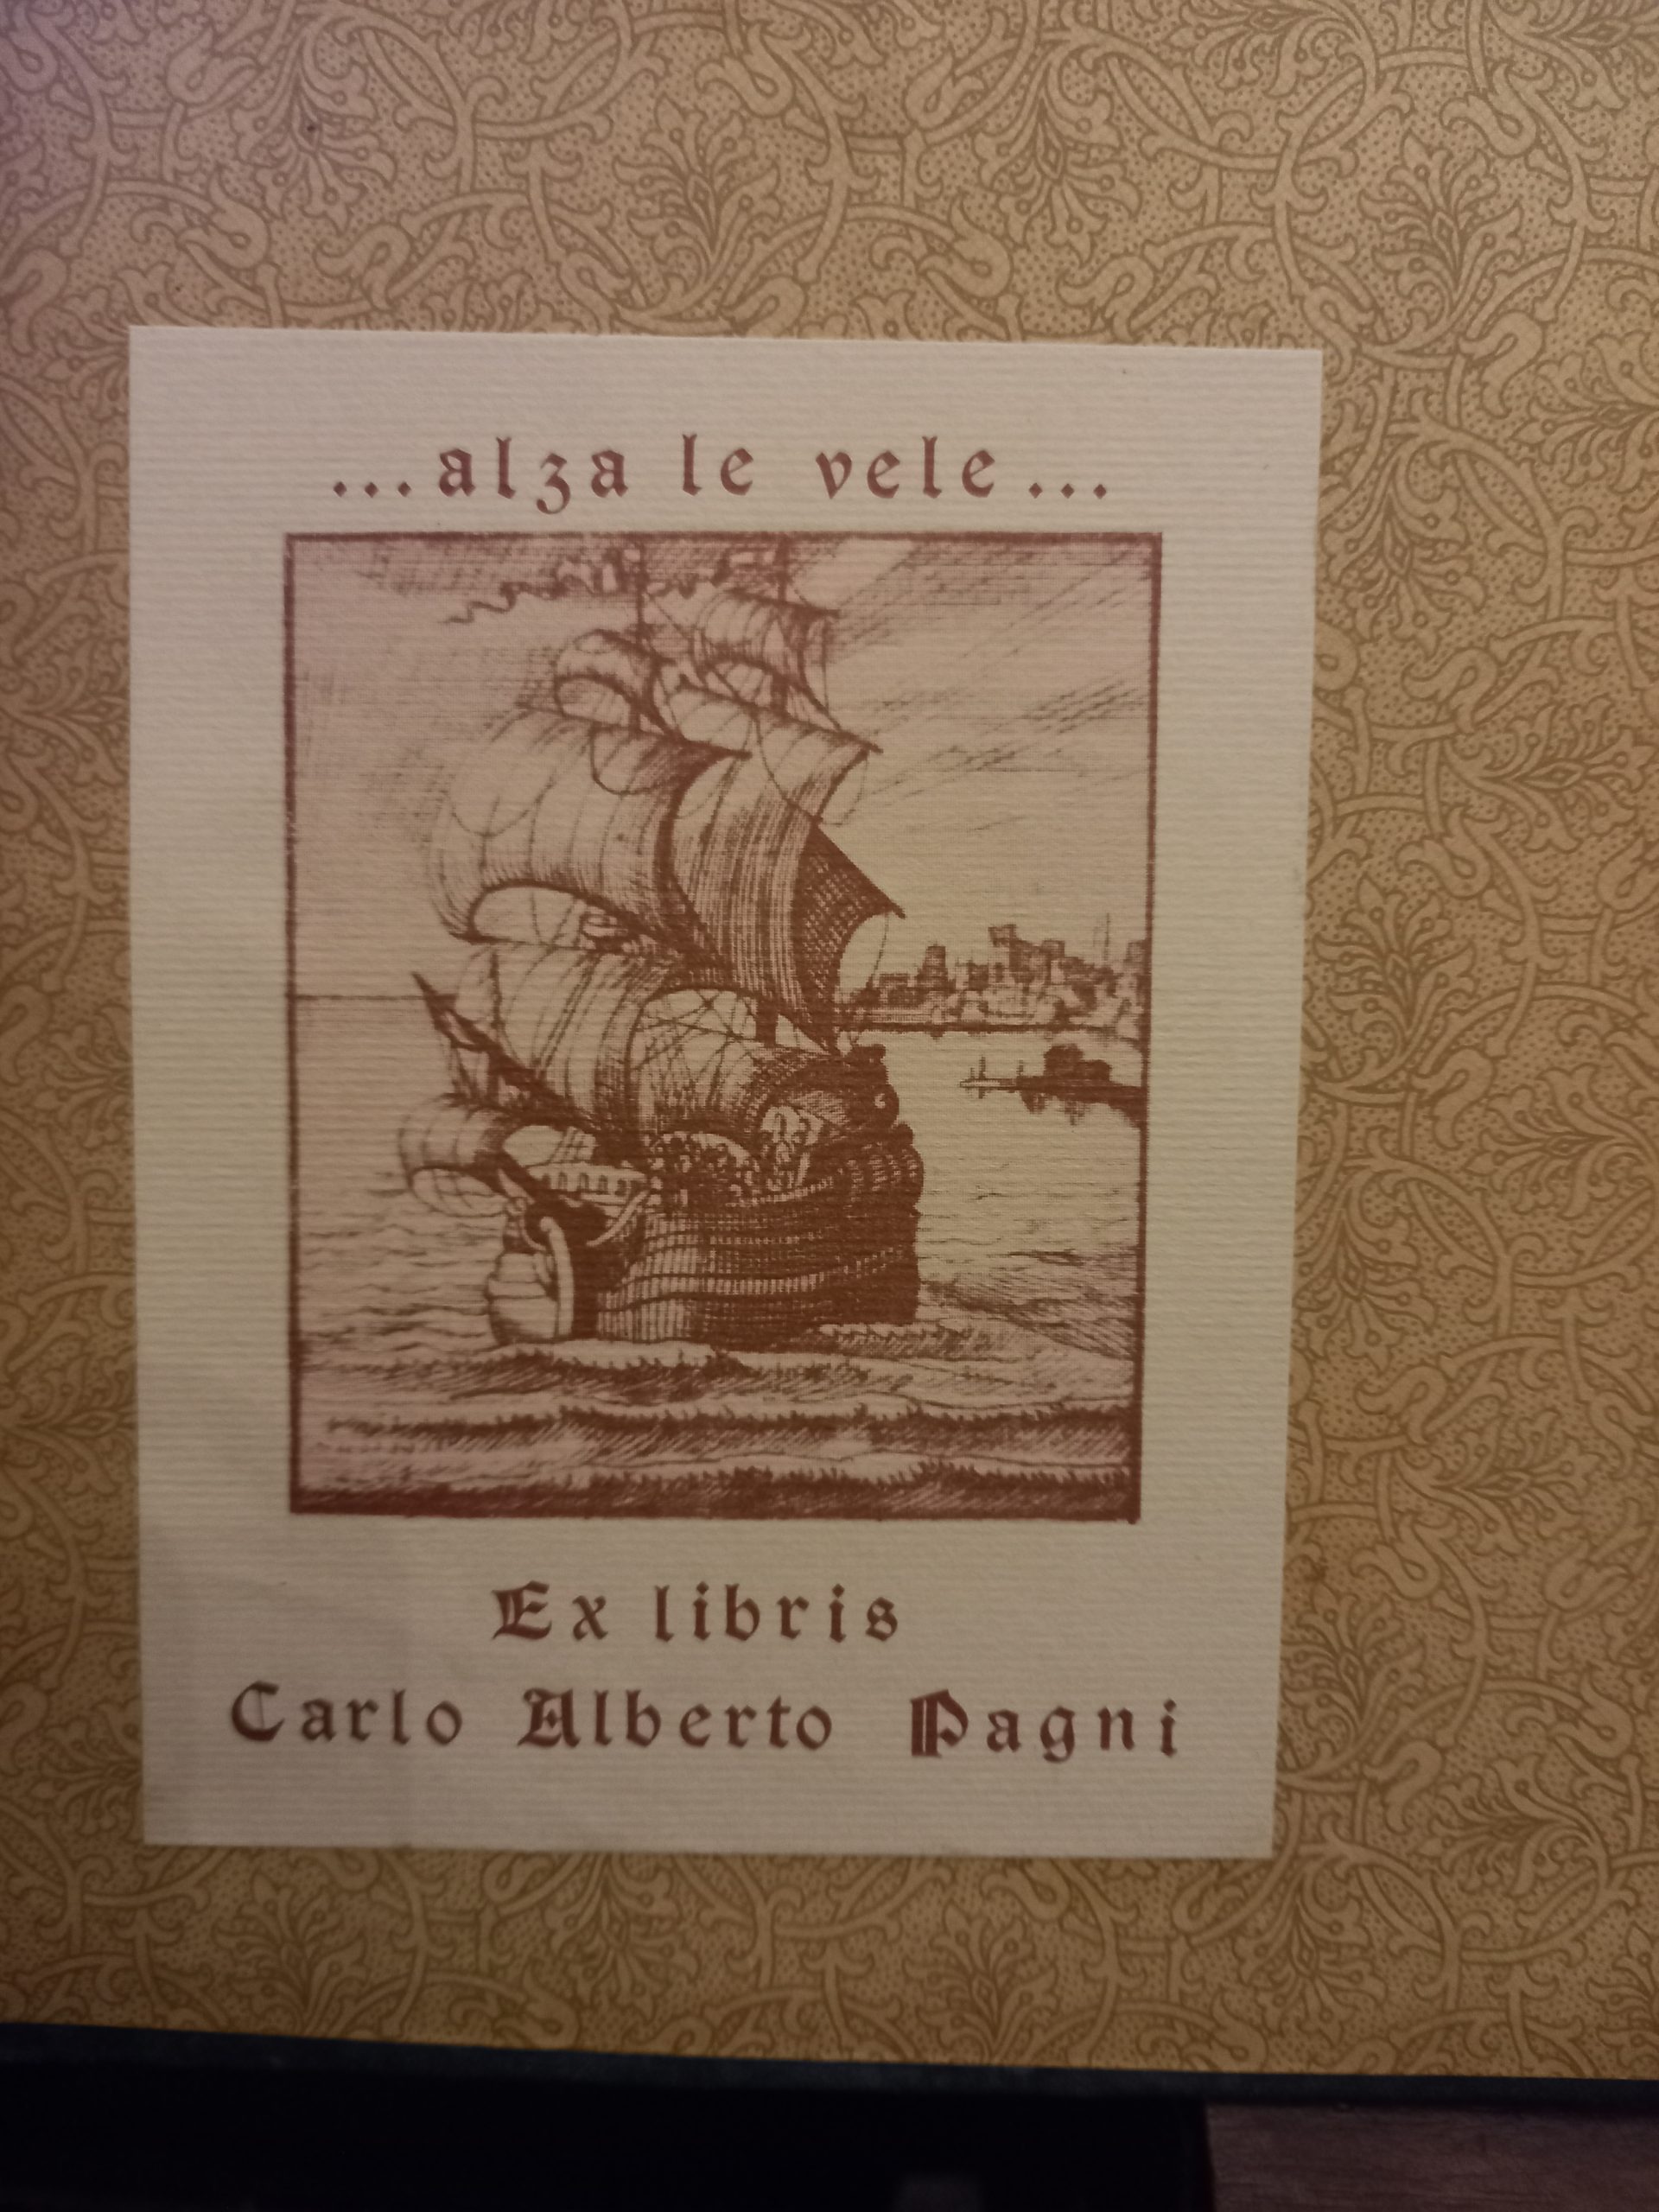 ...alza le vele...
Ex libris
Carlo Alberto Pagni